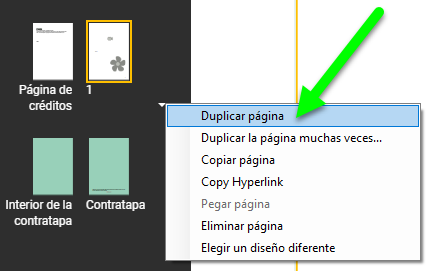 Página de
créditos
1
Interior de la
contratapa
Contratapa
Duplicar página
Duplicar la página muchas veces...
Copiar página
Copy Hyperlink
Pegar página
Eliminar página
Elegir un diseño diferente